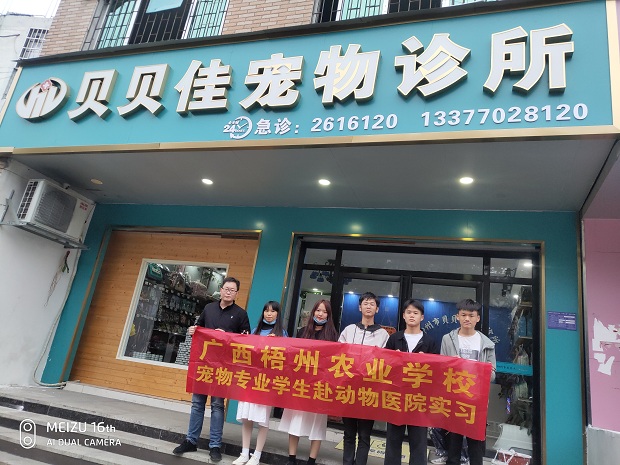 贝贝佳宠物诊所
24 急诊：2616120 13377028120
广西梧州农业学校
宠物专业学生赴动物医院实习
MEIZU 16th
AI DUAL CAMERA